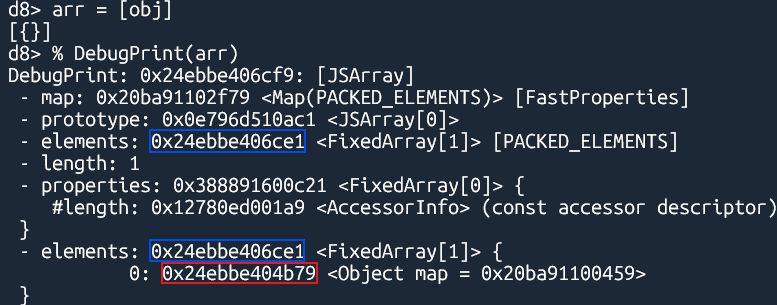 d8> arr = [obj]
[{}]
d8> % DebugPrint(arr)
DebugPrint: 0x24ebbe406cf9: [JSArray]
- map: 0x20ba91102f79 <Map(PACKED_ELEMENTS)> [FastProperties]
- prototype: 0x0e796d510ac1 <JSArray[0]>
- elements: 0x24ebbe406ce1 <FixedArray[1]> [PACKED_ELEMENTS]
- length: 1
- properties: 0x388891600c21 <FixedArray[0]> {
#length: 0x12780ed001a9 <AccessorInfo> (const accessor descriptor)
}
- elements: 0x24ebbe406ce1 <FixedArray[1]> {
0: 0x24ebbe404b79 <Object map = 0x20ba91100459>
}